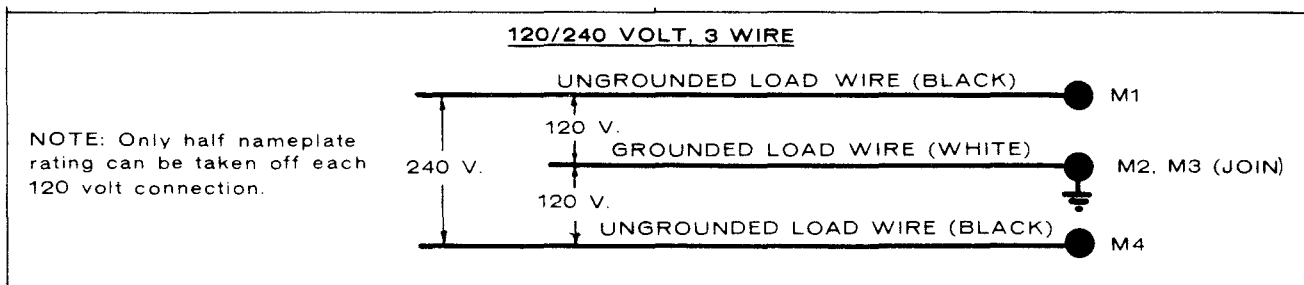 120/240 VOLT, 3 WIRE
UNGROUNDED LOAD WIRE (BLACK)
M1
NOTE: Only half nameplate
rating can be taken off each
120 volt connection.
120 V.
240 V.
GROUNDED LOAD WIRE (WHITE)
M2, M3 (JOIN)
120 V.
UNGROUNDED LOAD WIRE (BLACK)
M4